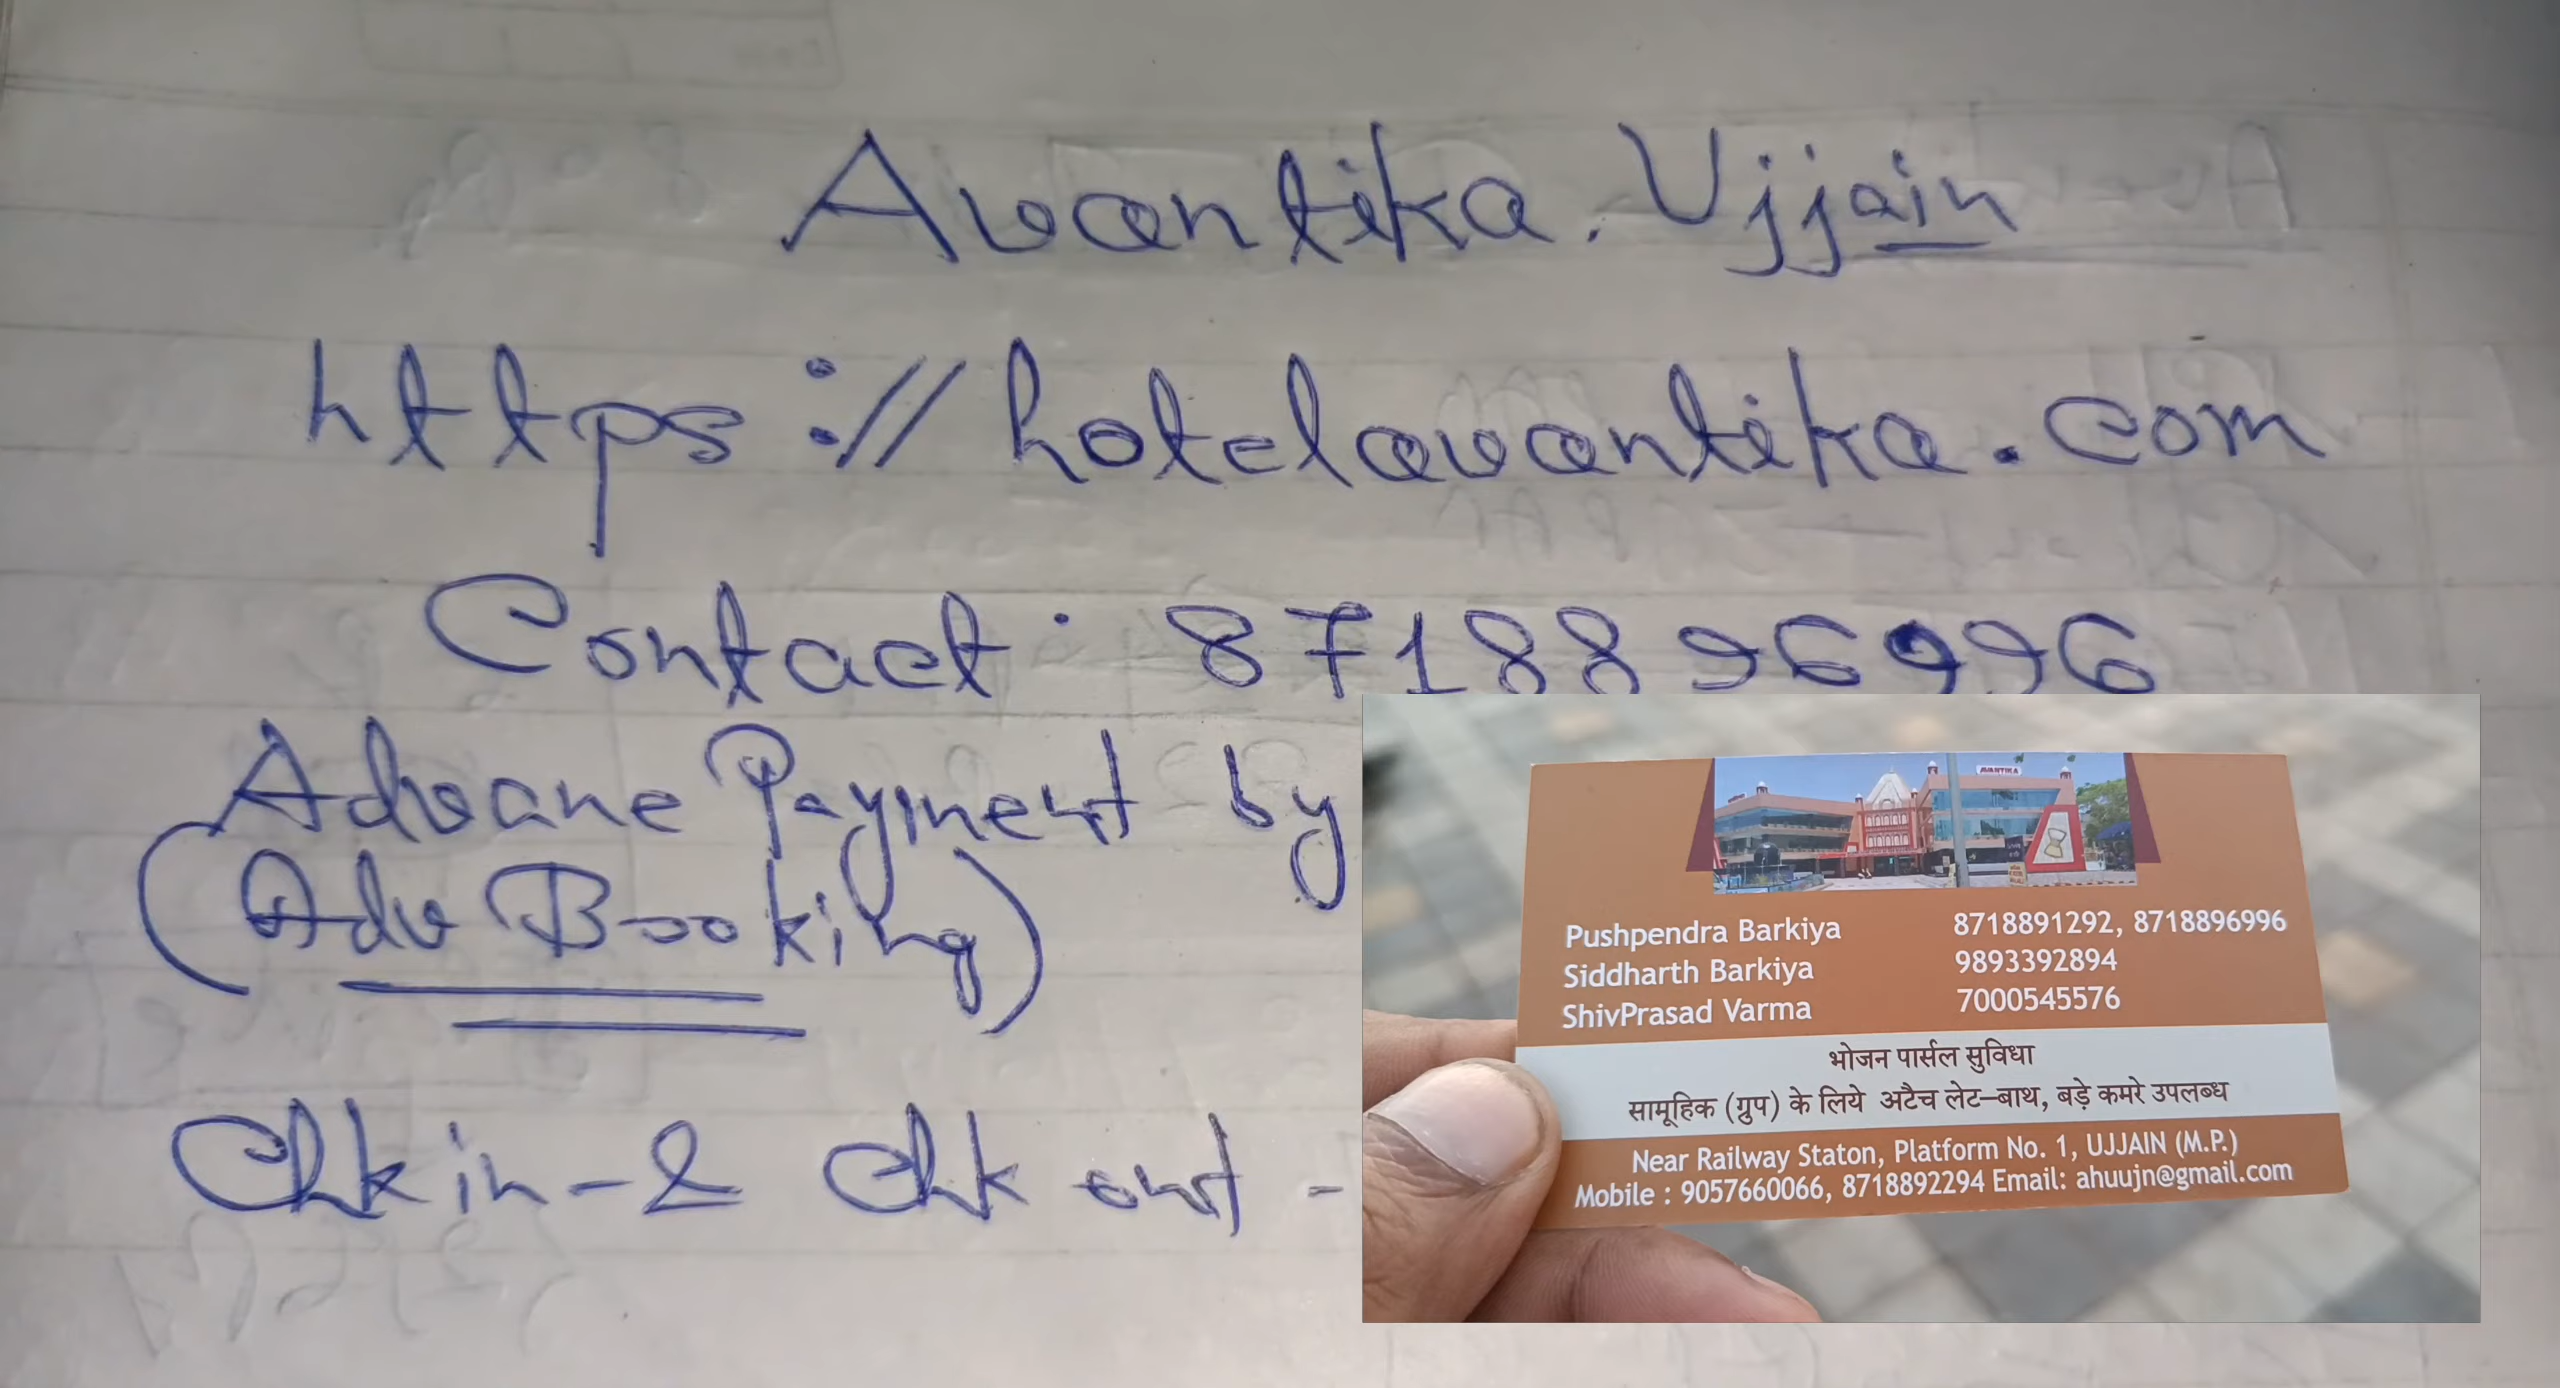 Avantika. Ujjain
https://hotelavantika.com
Contact: 8718896996
Advane Payment by
(Adv Booking)
Chk in - 2 Chk out -
AVANTIKA
Pushpendra Barkiya 8718891292, 8718896996
Siddharth Barkiya 9893392894
ShivPrasad Varma 7000545576
भोजन पार्सल सुविधा
सामूहिक (ग्रुप) के लिये अटैच लेट-बाथ, बड़े कमरे उपलब्ध
Near Railway Staton, Platform No. 1, UJJAIN (M.P.)
Mobile : 9057660066, 8718892294 Email: ahuujn@gmail.com